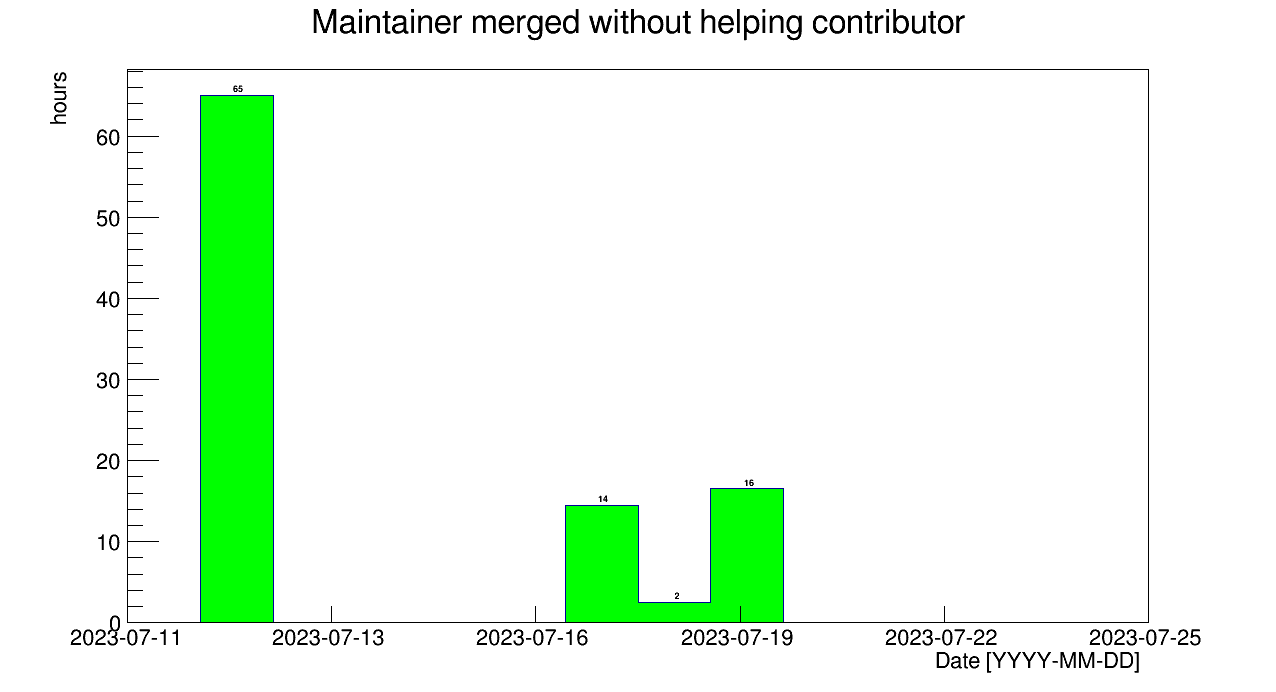 Maintainer merged without helping contributor
hours
60
50
40
30
20
10
0
65
14
2
16
2023-07-11 2023-07-13 2023-07-16 2023-07-19 2023-07-22 2023-07-25
Date [YYYY-MM-DD]